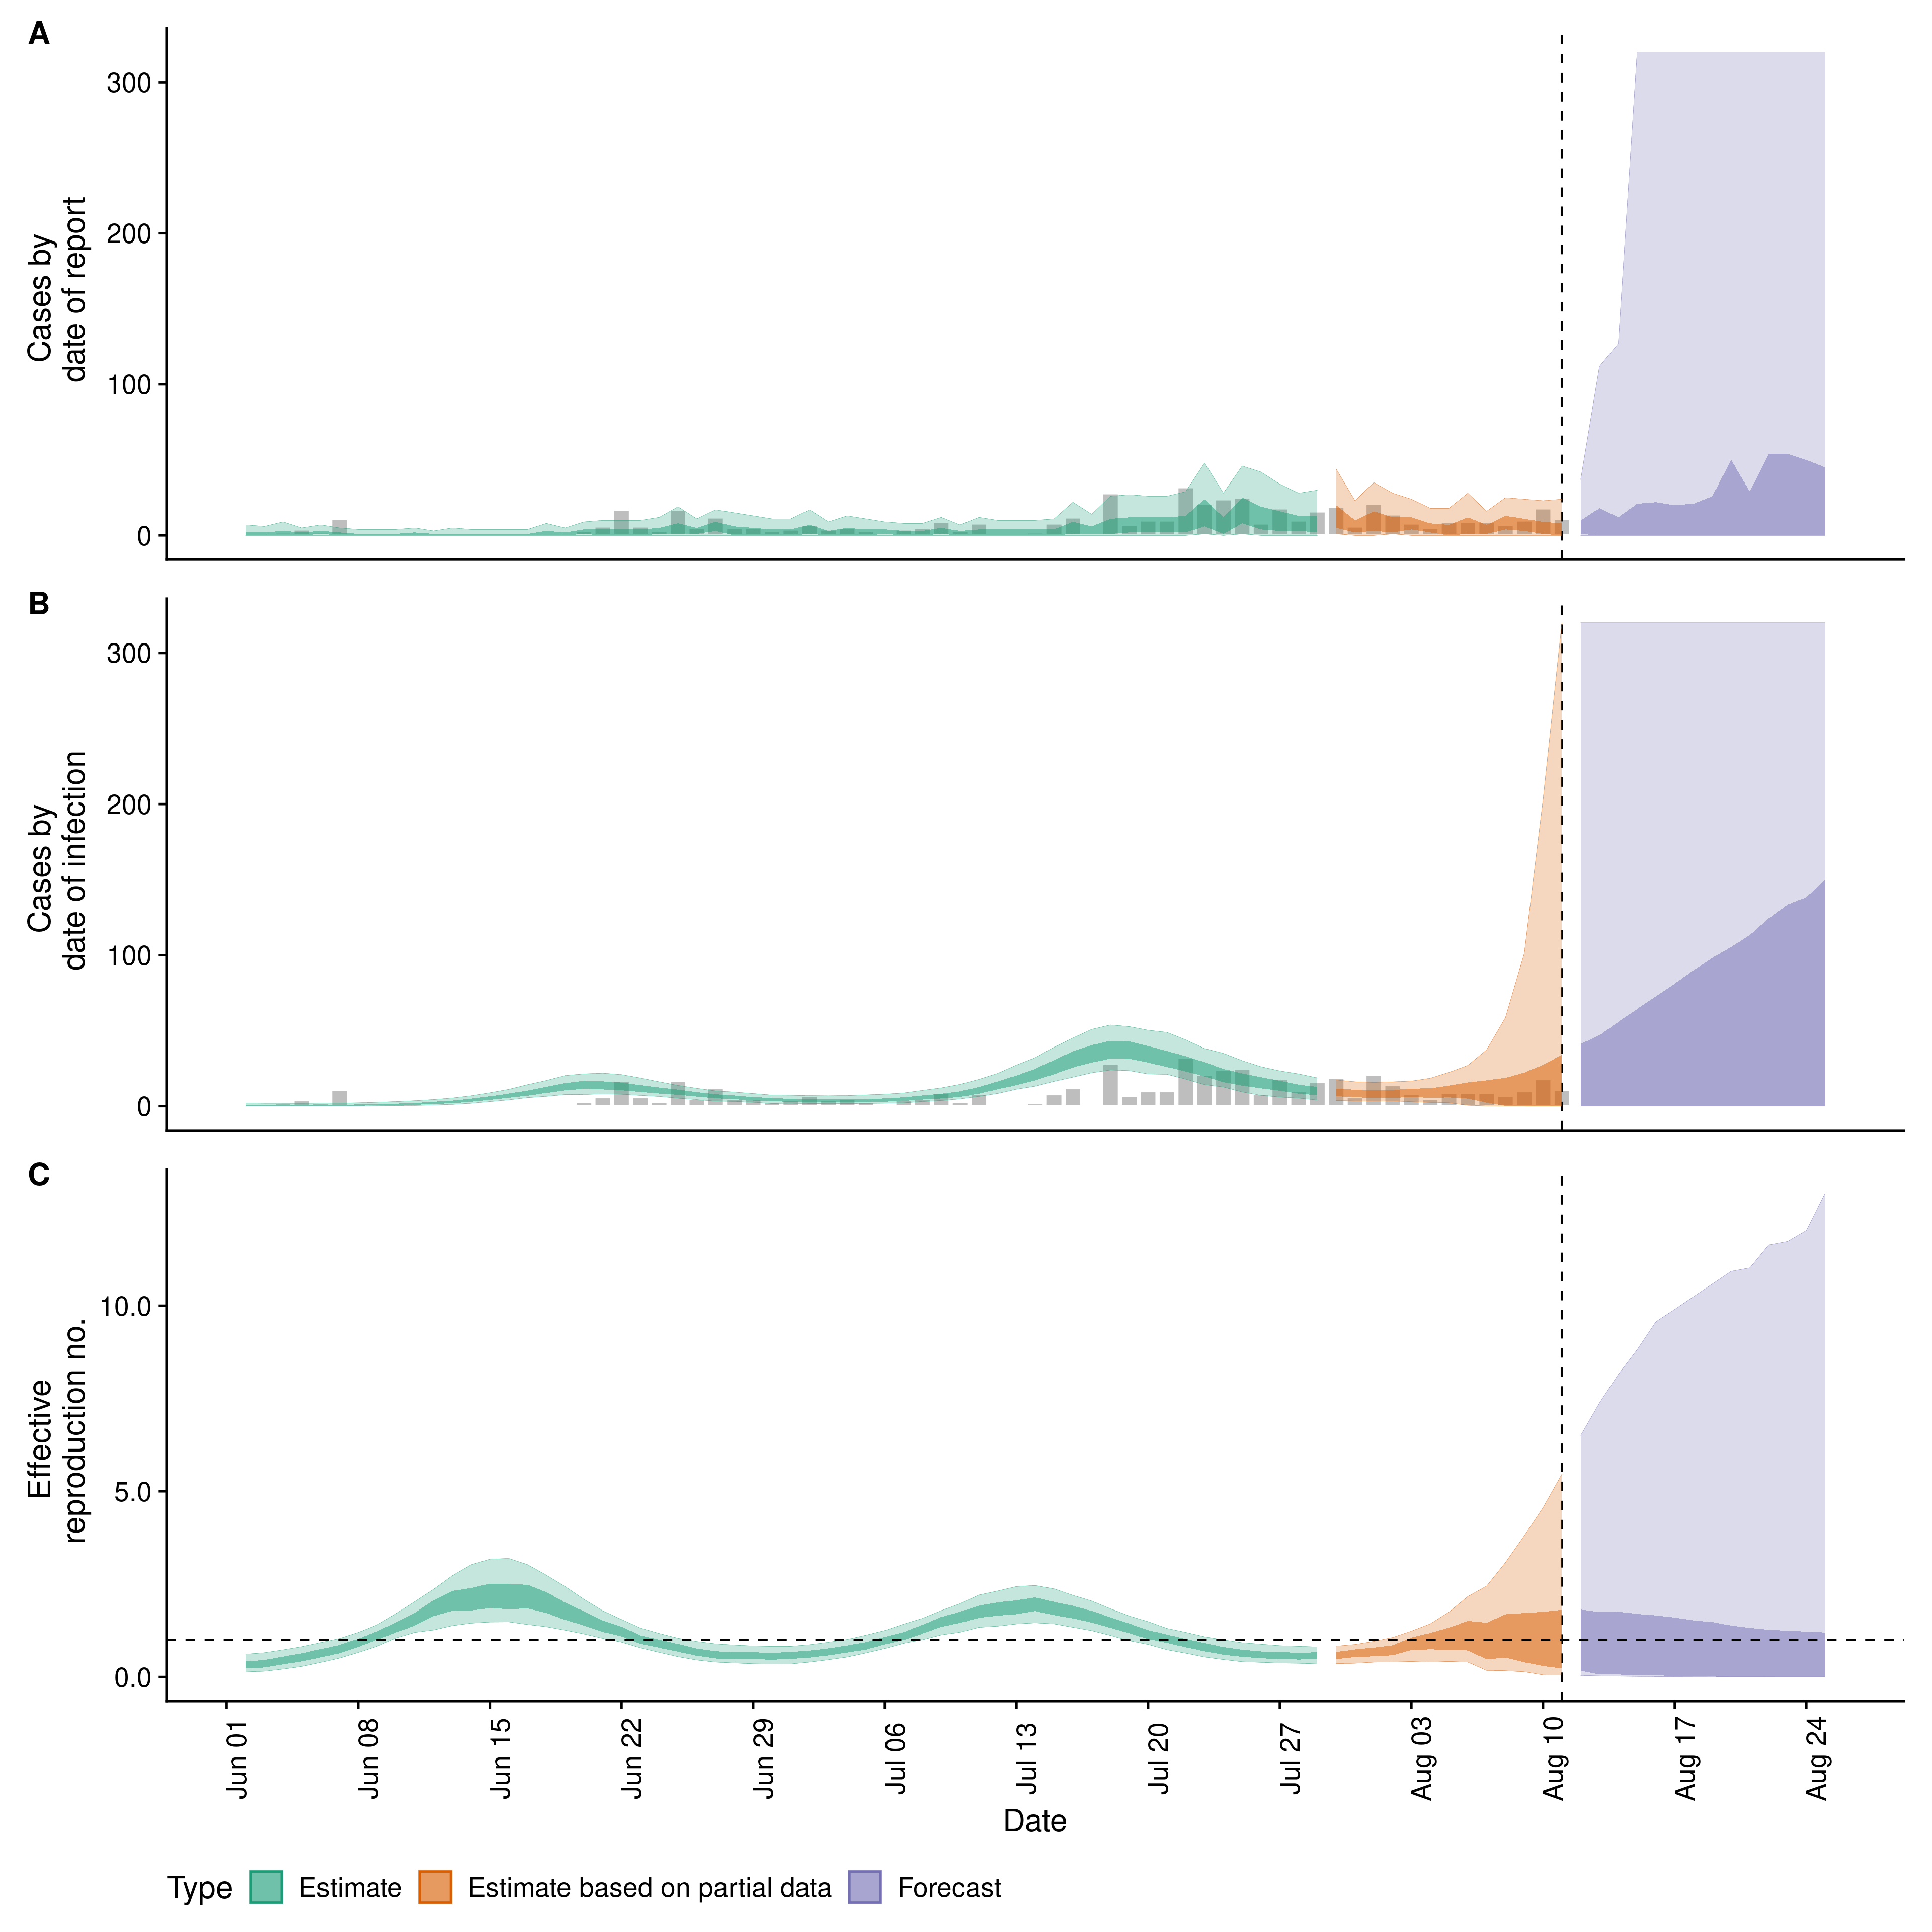 A
Cases by
date of report
300
200
100
0
B
Cases by
date of infection
300
200
100
0
C
Effective
reproduction no.
10.0
5.0
0.0
Jun 01
Jun 08
Jun 15
Jun 22
Jun 29
Jul 06
Jul 13
Jul 20
Jul 27
Aug 03
Aug 10
Aug 17
Aug 24
Date
Type Estimate Estimate based on partial data Forecast